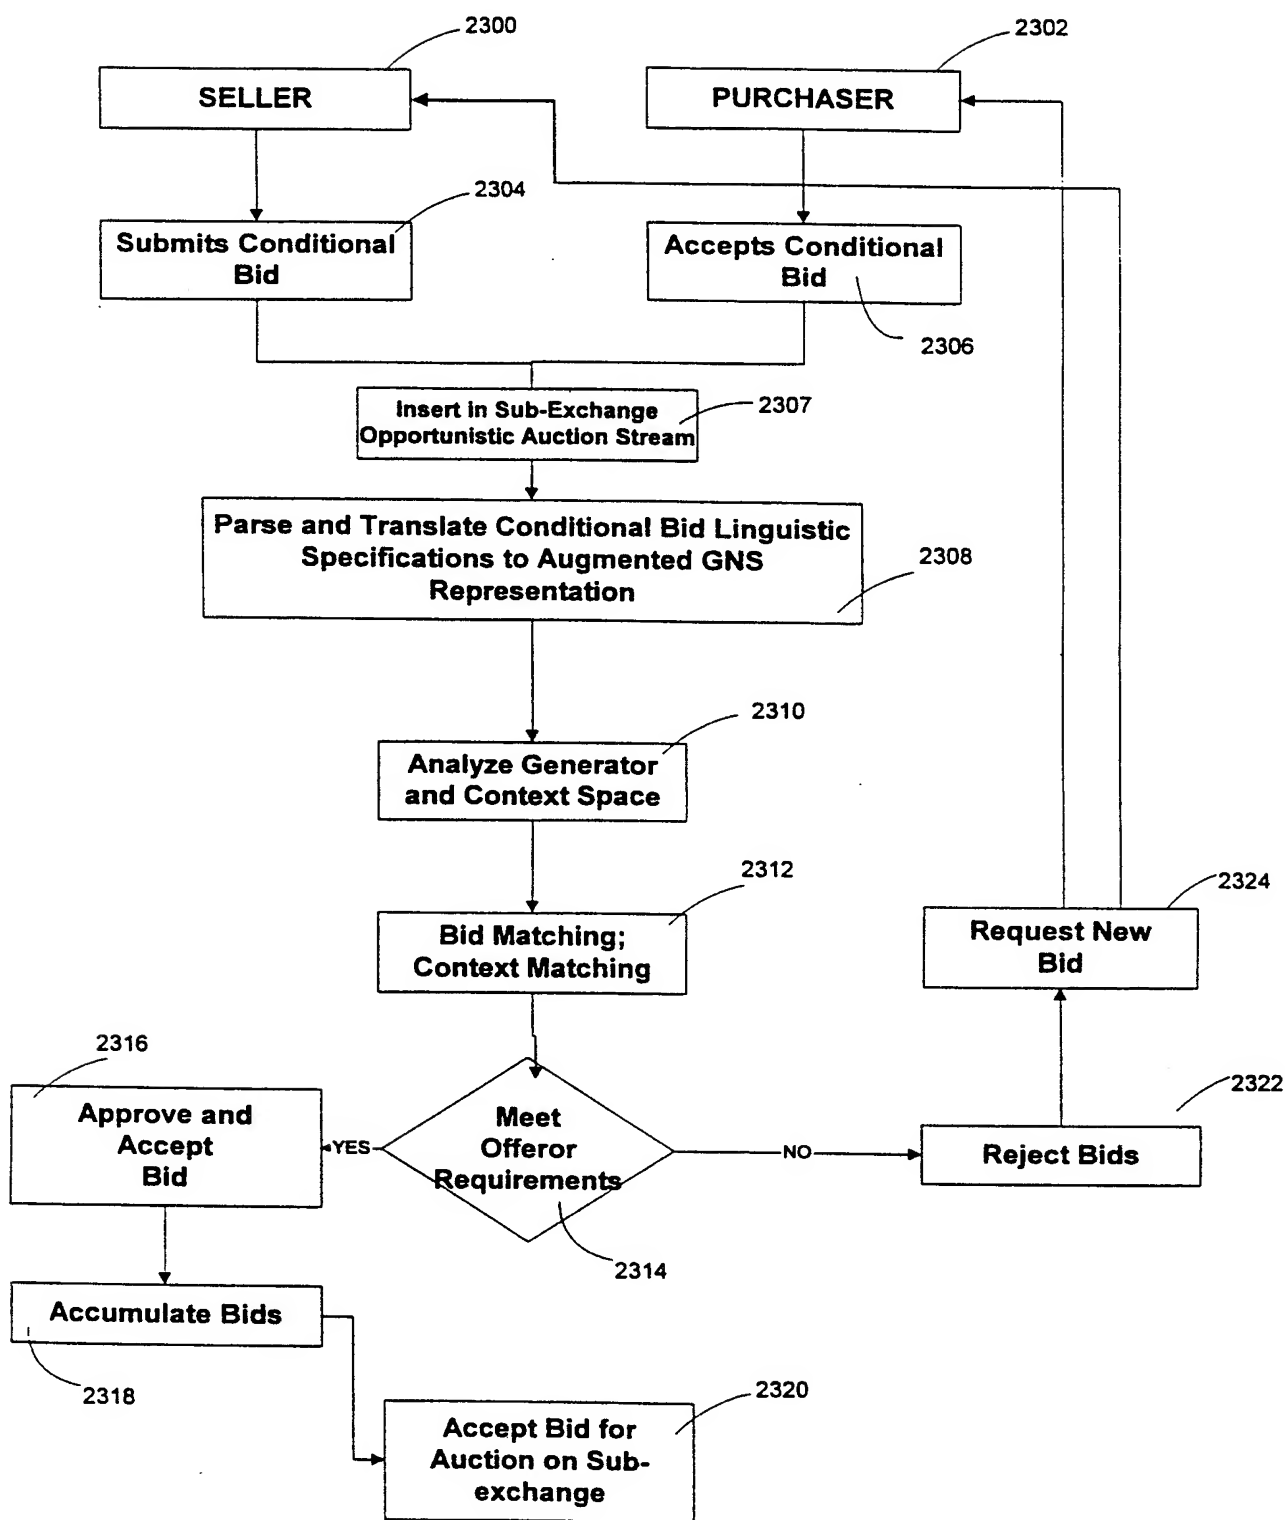 2300
2302
SELLER
PURCHASER
2304
Submits Conditional
Bid
Accepts Conditional
Bid
2306
Insert in Sub-Exchange
Opportunistic Auction Stream
2307
Parse and Translate Conditional Bid Linguistic
Specifications to Augmented GNS
Representation
2308
2310
Analyze Generator
and Context Space
2312
Bid Matching;
Context Matching
2324
Request New
Bid
2316
Approve and
Accept
Bid
YES
Meet
Offeror
Requirements
NO
2322
Reject Bids
2314
Accumulate Bids
2318
2320
Accept Bid for
Auction on Sub-
exchange